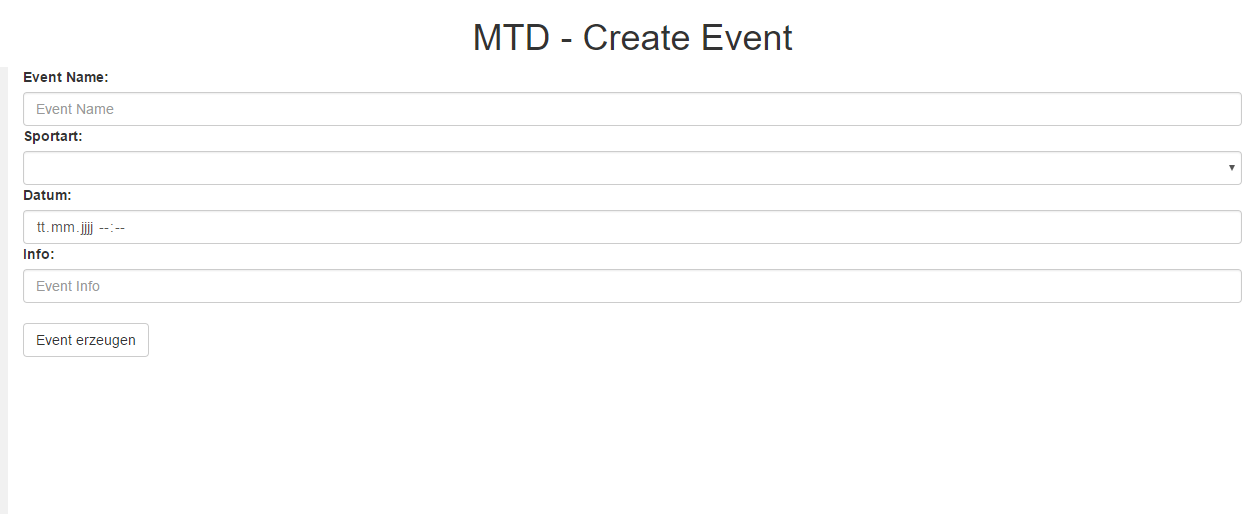 MTD - Create Event
Event Name:
Event Name
Sportart:
Datum:
tt.mm.jjjj --:--
Info:
Event Info
Event erzeugen